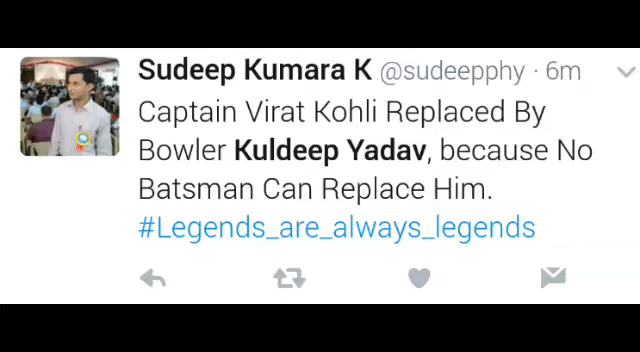 Sudeep Kumara K @sudeepphy · 6m
Captain Virat Kohli Replaced By
Bowler Kuldeep Yadav, because No
Batsman Can Replace Him.
#Legends_are_always_legends